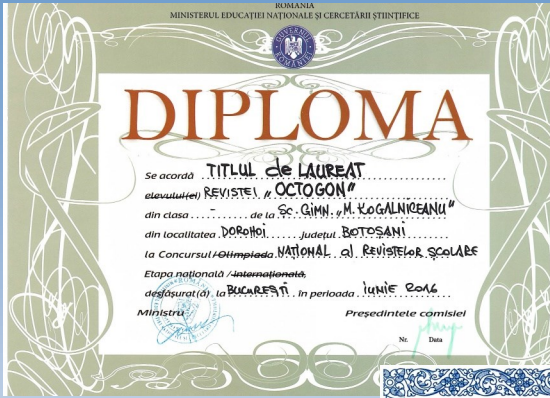 ROMANIA
MINISTERUL EDUCAȚIEI NAȚIONALE ȘI CERCETĂRII ȘTIINȚIFICE
GUVERNUL ROMÂNIEI
DIPLOMA
Se acordă TITLUL de LAUREAT
elevului(ei) REVISTEI „OCTOGON"
din clasa - de la Șc. GIMN. „M. KOGALNICEANU"
din localitatea DOROHOI județul BOTOȘANI
la Concursul/Olimpiada NAȚIONAL al REVISTELOR ȘCOLARE
Etapa națională / internațională,
desfășurat(ă) la BUCUREȘTI în perioada IUNIE 2016
Ministru Președintele comisiei
Nr. Data